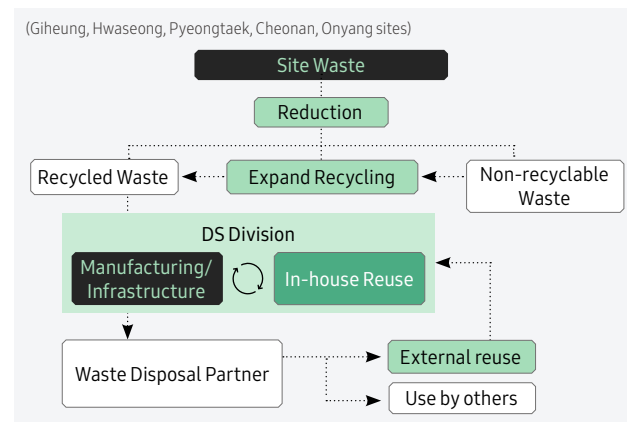 (Giheung, Hwaseong, Pyeongtaek, Cheonan, Onyang sites)
Site Waste
Reduction
Recycled Waste
Expand Recycling
Non-recyclable
Waste
DS Division
Manufacturing/
Infrastructure
In-house Reuse
Waste Disposal Partner
External reuse
Use by others